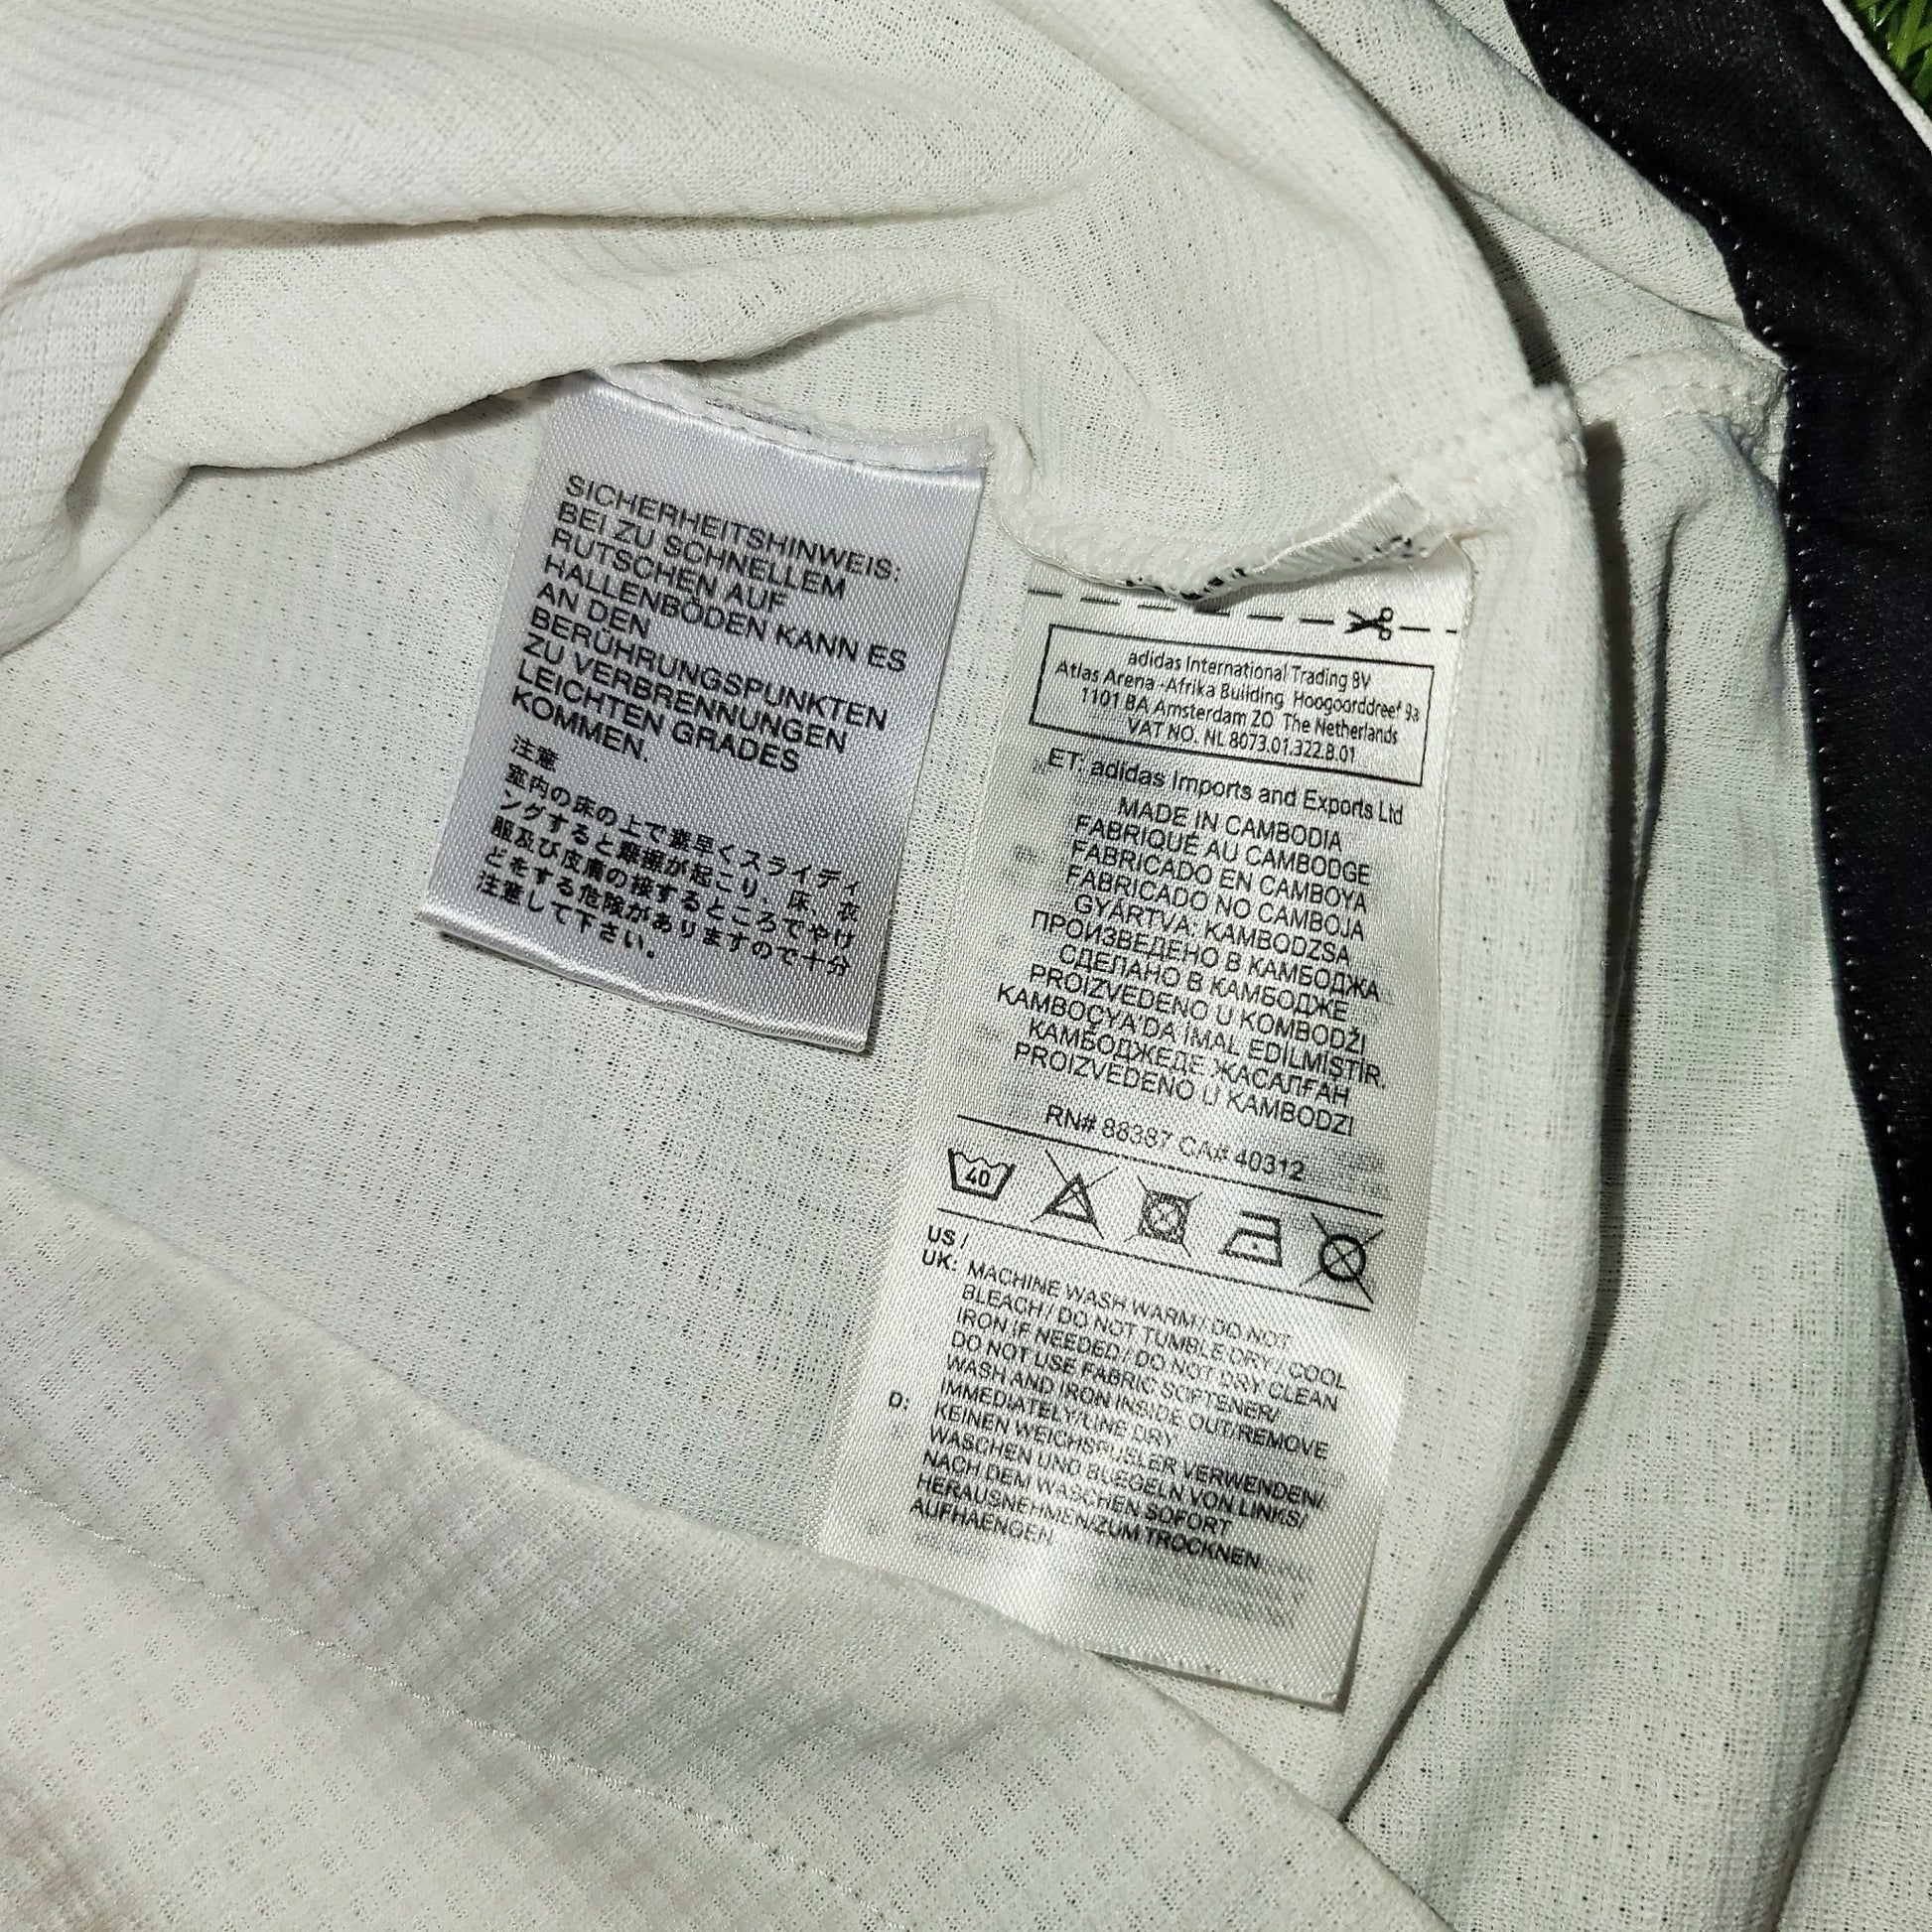 SICHERHEITSHINWEIS:
BEI ZU SCHNELLEM
RUTSCHEN AUF
HALLENBÖDEN KANN ES
AN DEN
BERÜHRUNGSPUNKTEN
ZU VERBRENNUNGEN
LEICHTEN GRADES
KOMMEN.
注意
室内の床の上で素早くスライディ
ングすると摩擦が起こり、床、衣
服及び皮膚の接するところでやけ
どをする危険がありますので十分
注意して下さい。
adidas International Trading BV
Atlas Arena-Afrika Building Hoogoorddreef 9a
1101 BA Amsterdam ZO The Netherlands
VAT NO. NL 8073.01.322.B.01
ET: adidas Imports and Exports Ltd
MADE IN CAMBODIA
FABRIQUÉ AU CAMBODGE
FABRICADO EN CAMBOYA
FABRICADO NO CAMBOJA
GYÁRTVA: KAMBODZSA
ПРОИЗВЕДЕНО В КАМБОДЖА
СДЕЛАНО В КАМБОДЖЕ
PROIZVEDENO U KOMBODŽI
KAMBOÇYA'DA İMAL EDİLMİŞTİR.
КАМБОДЖЕДЕ ЖАСАЛҒАН
PROIZVEDENO U KAMBODZI
RN# 88387 CA# 40312
40
US /
UK: MACHINE WASH WARM / DO NOT
BLEACH / DO NOT TUMBLE DRY / COOL
IRON IF NEEDED / DO NOT DRY CLEAN
DO NOT USE FABRIC SOFTENER/
WASH AND IRON INSIDE OUT/REMOVE
IMMEDIATELY/LINE DRY
D: KEINEN WEICHSPUELER VERWENDEN/
WASCHEN UND BUEGELN VON LINKS/
NACH DEM WASCHEN SOFORT
HERAUSNEHMEN/ZUM TROCKNEN
AUFHAENGEN